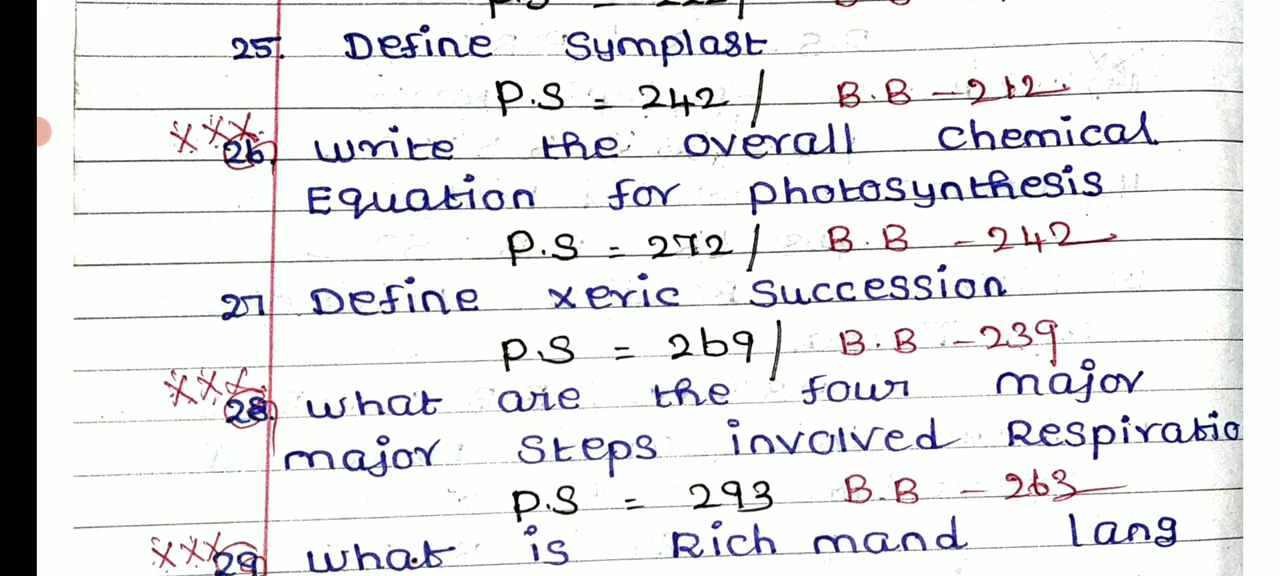 25. Define Symplast
P.S = 242 / B.B - 212.
xxx 26) Write the overall chemical
Equation for photosynthesis
P.S = 272 / B.B - 242
27 Define xeric succession
P.S = 269 / B.B - 239
xxx 28) what are the four major
major steps involved Respiratio
P.S = 293 B.B - 263
xxx 29) what is Rich mand lang